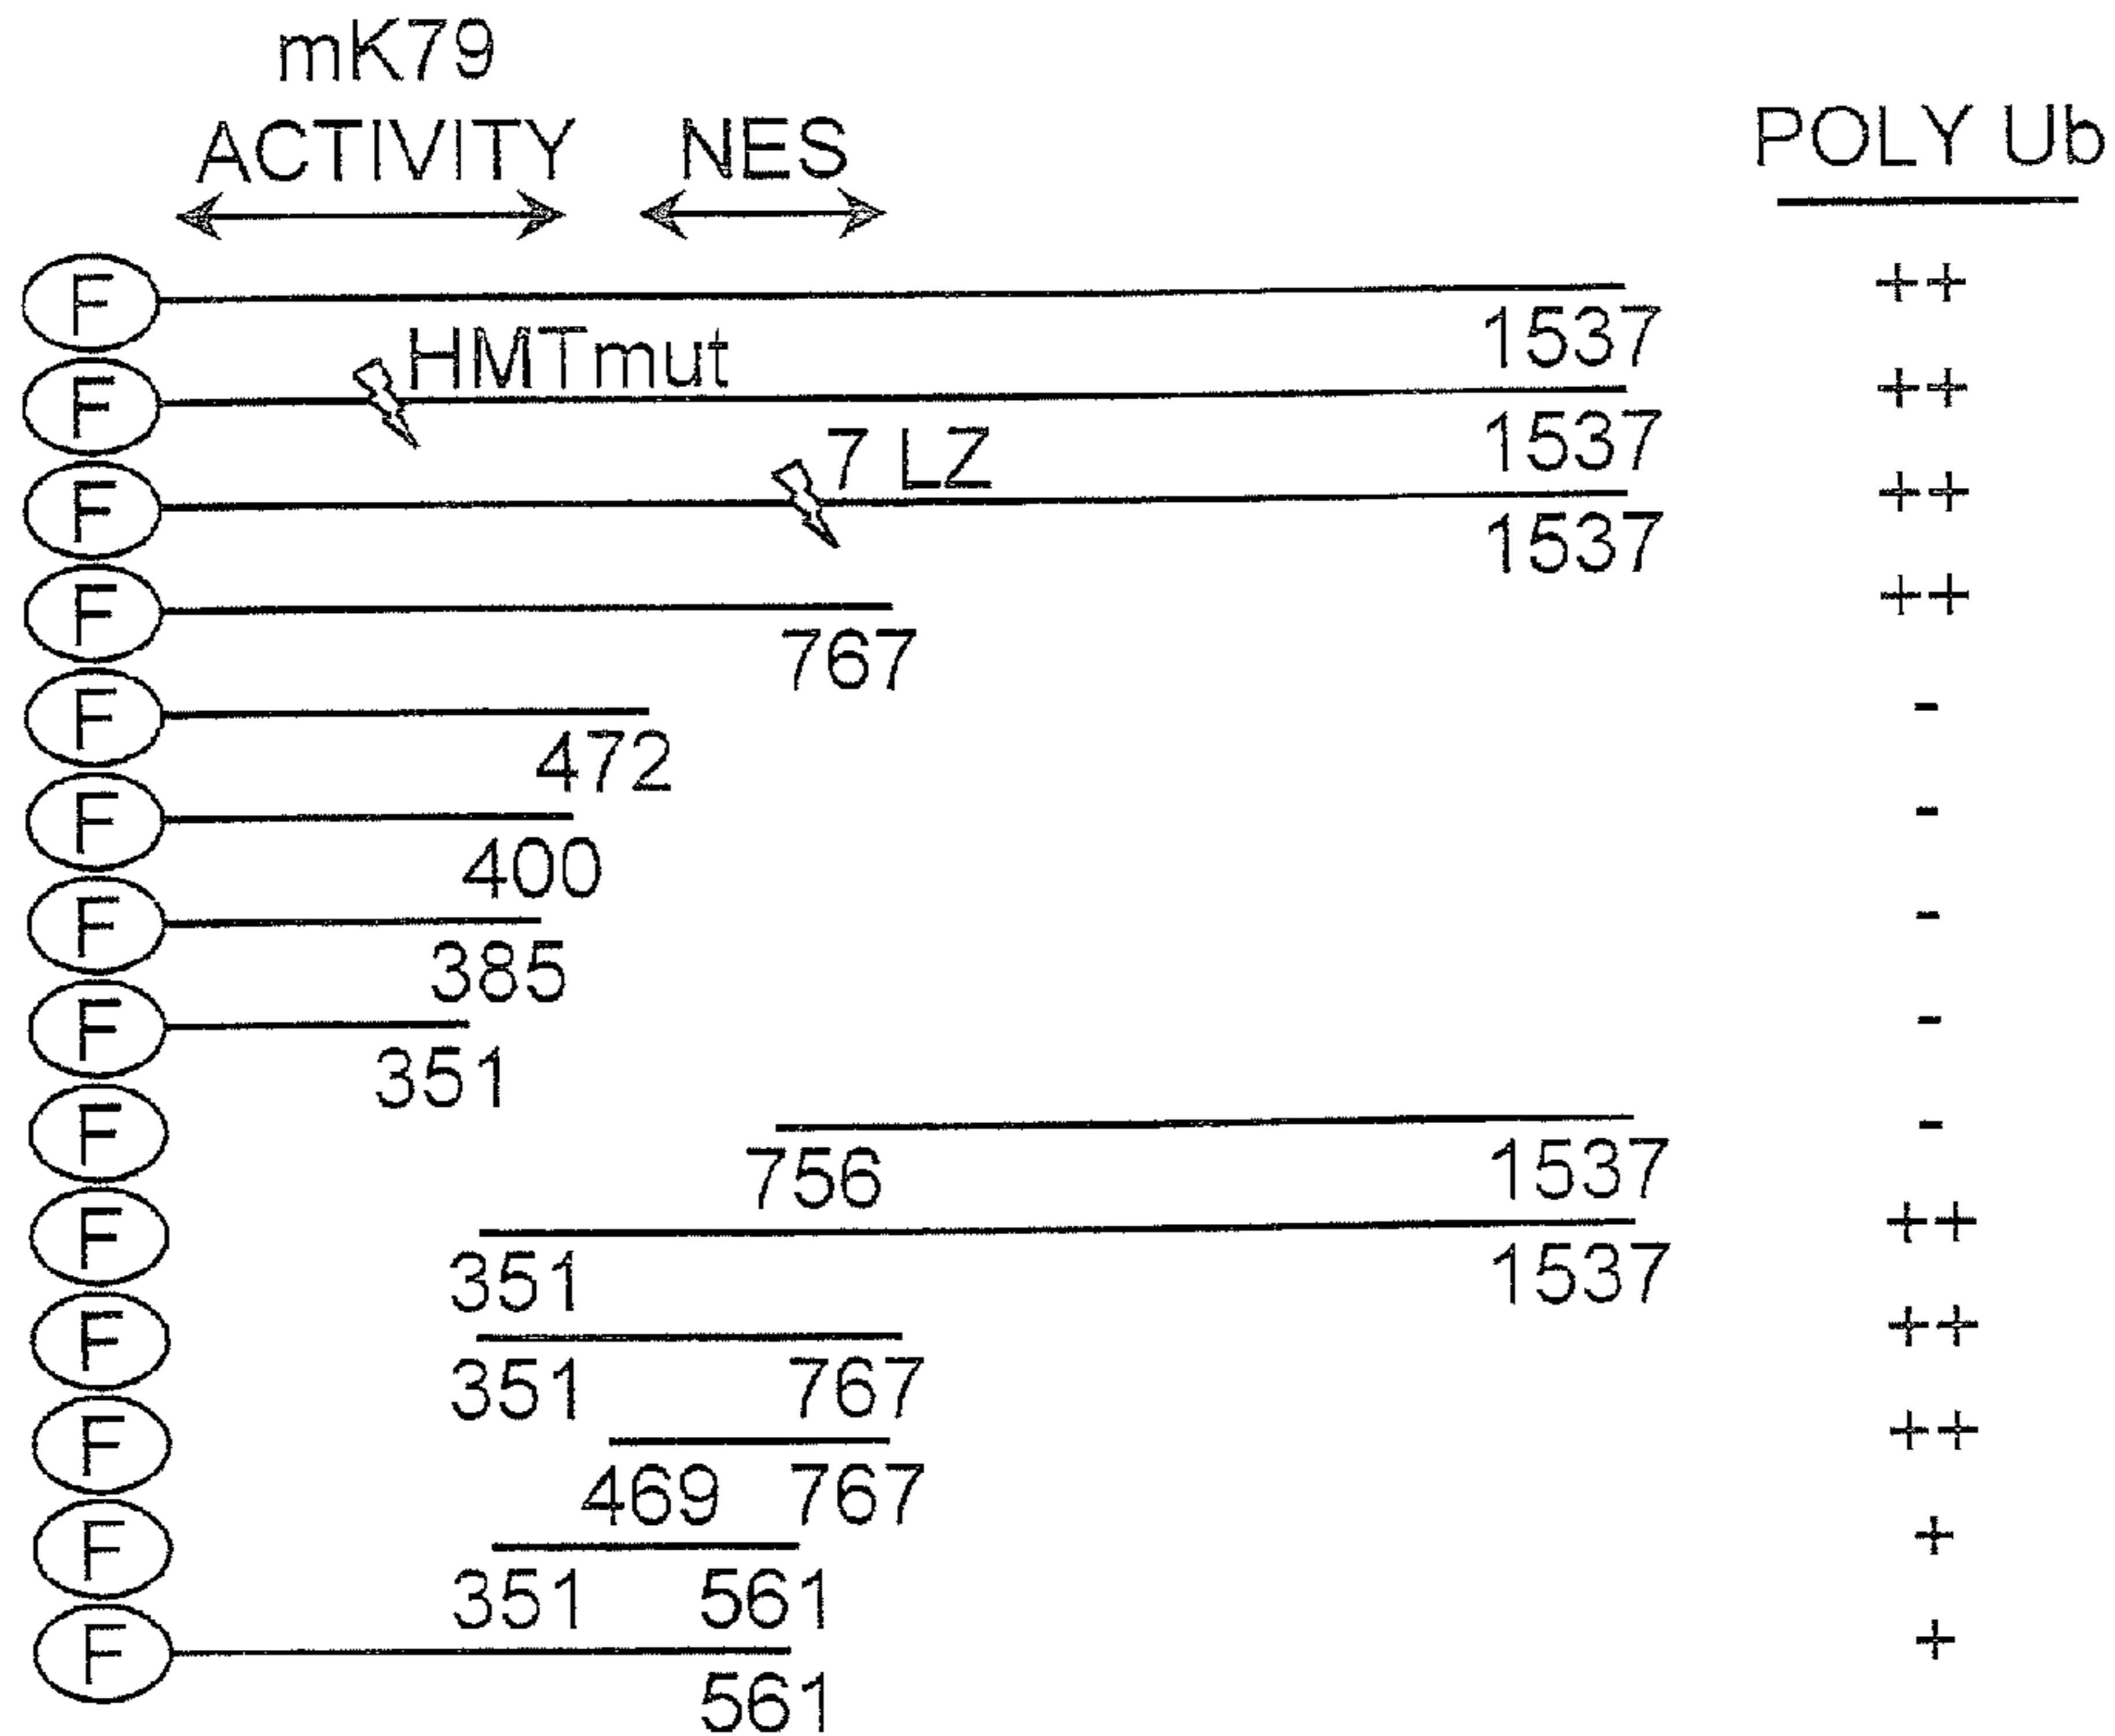 mK79
ACTIVITY NES POLY Ub
F ++
1537
HMTmut
F ++
1537
7 LZ
F ++
1537
F ++
767
F -
472
F -
400
F -
385
F -
351
F -
756 1537
F ++
351 1537
F ++
351 767
F ++
469 767
F +
351 561
F +
561